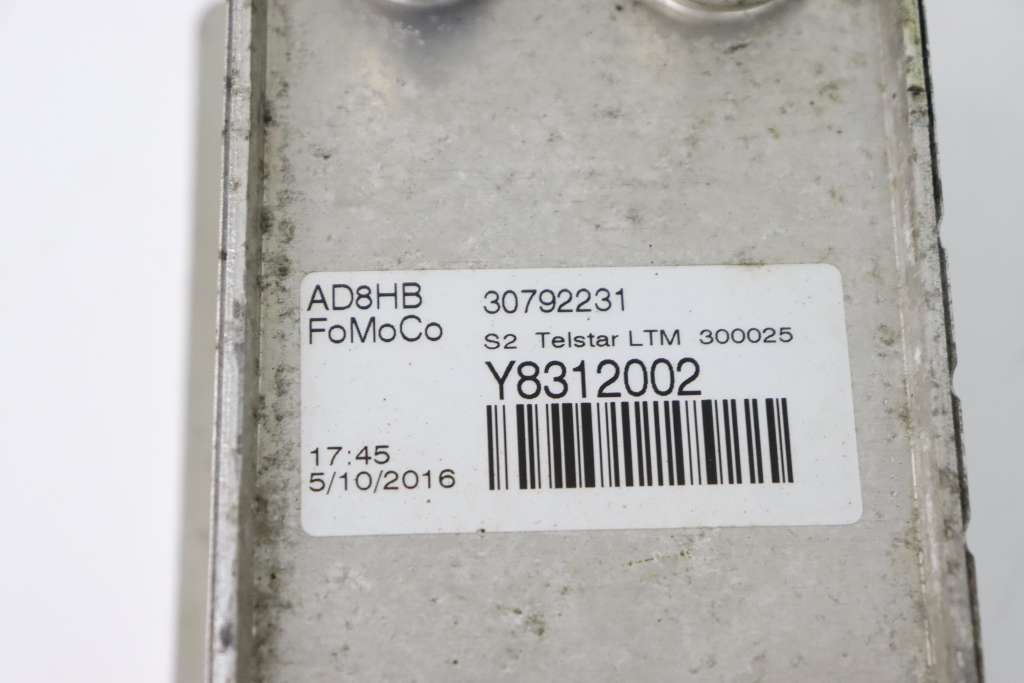 AD8HB
FoMoCo
30792231
S2 Telstar LTM 300025
Y8312002
17:45
5/10/2016